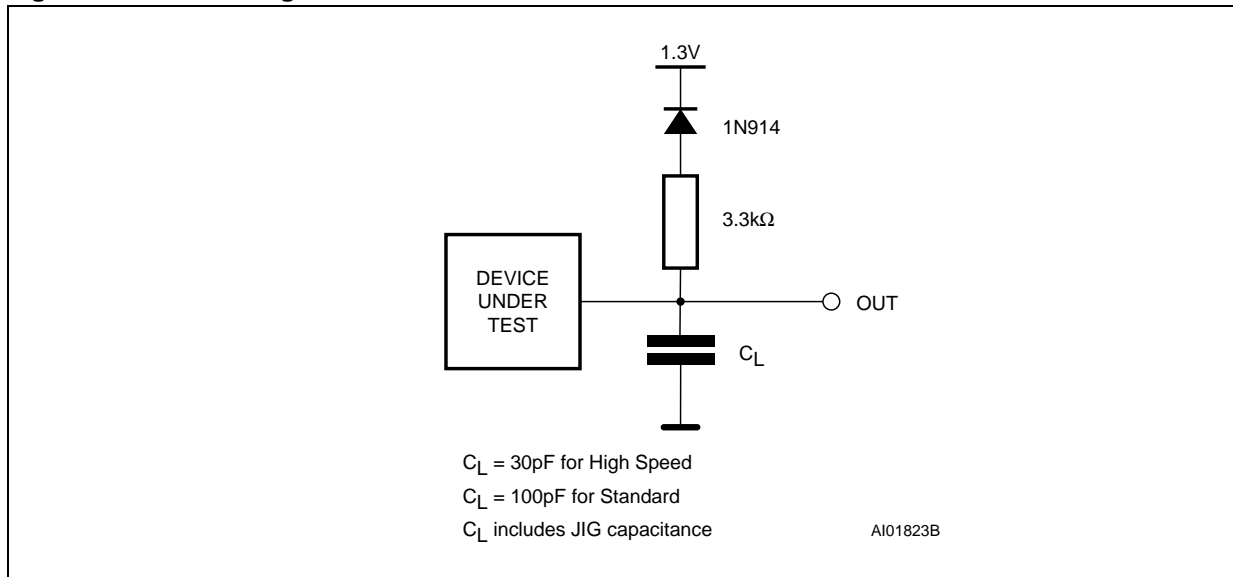 1.3V
1N914
3.3kΩ
DEVICE
UNDER
TEST
OUT
CL
CL = 30pF for High Speed
CL = 100pF for Standard
CL includes JIG capacitance
AI01823B